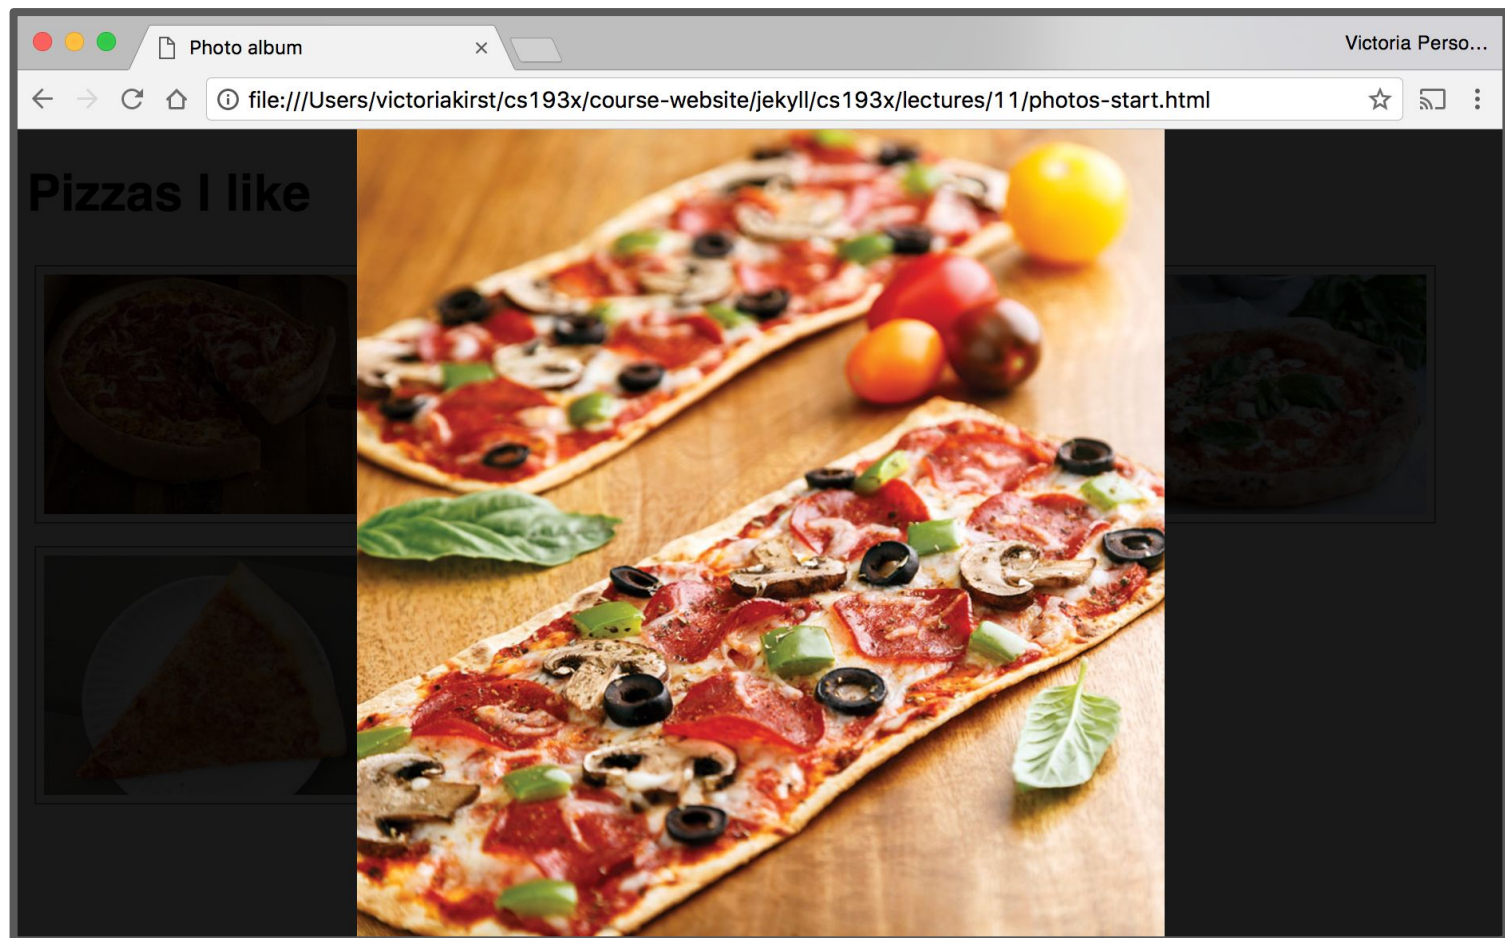 Photo album
Victoria Perso...
file:///Users/victoriakirst/cs193x/course-website/jekyll/cs193x/lectures/11/photos-start.html
Pizzas I like